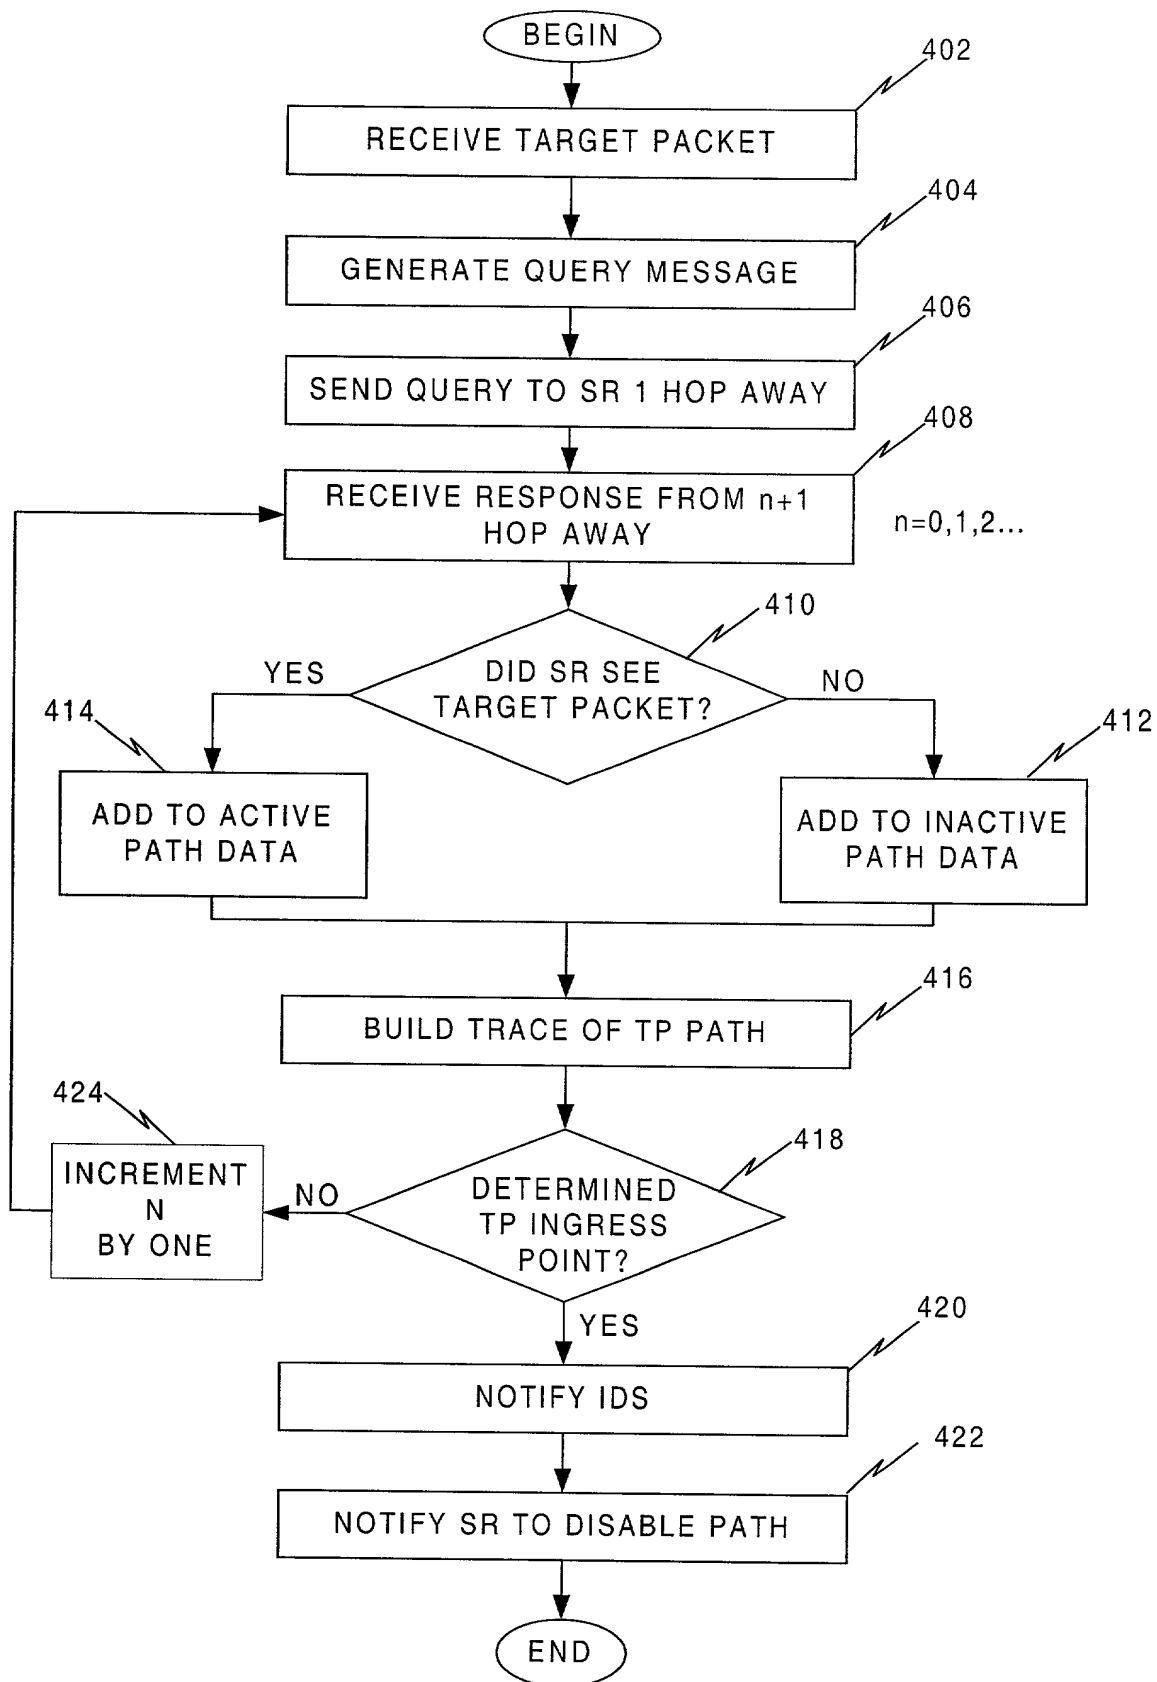 BEGIN
402
RECEIVE TARGET PACKET
404
GENERATE QUERY MESSAGE
406
SEND QUERY TO SR 1 HOP AWAY
408
RECEIVE RESPONSE FROM n+1
HOP AWAY
n=0,1,2...
410
DID SR SEE
TARGET PACKET?
YES
NO
414
412
ADD TO ACTIVE
PATH DATA
ADD TO INACTIVE
PATH DATA
416
BUILD TRACE OF TP PATH
424
418
INCREMENT
N
BY ONE
NO
DETERMINED
TP INGRESS
POINT?
YES
420
NOTIFY IDS
422
NOTIFY SR TO DISABLE PATH
END